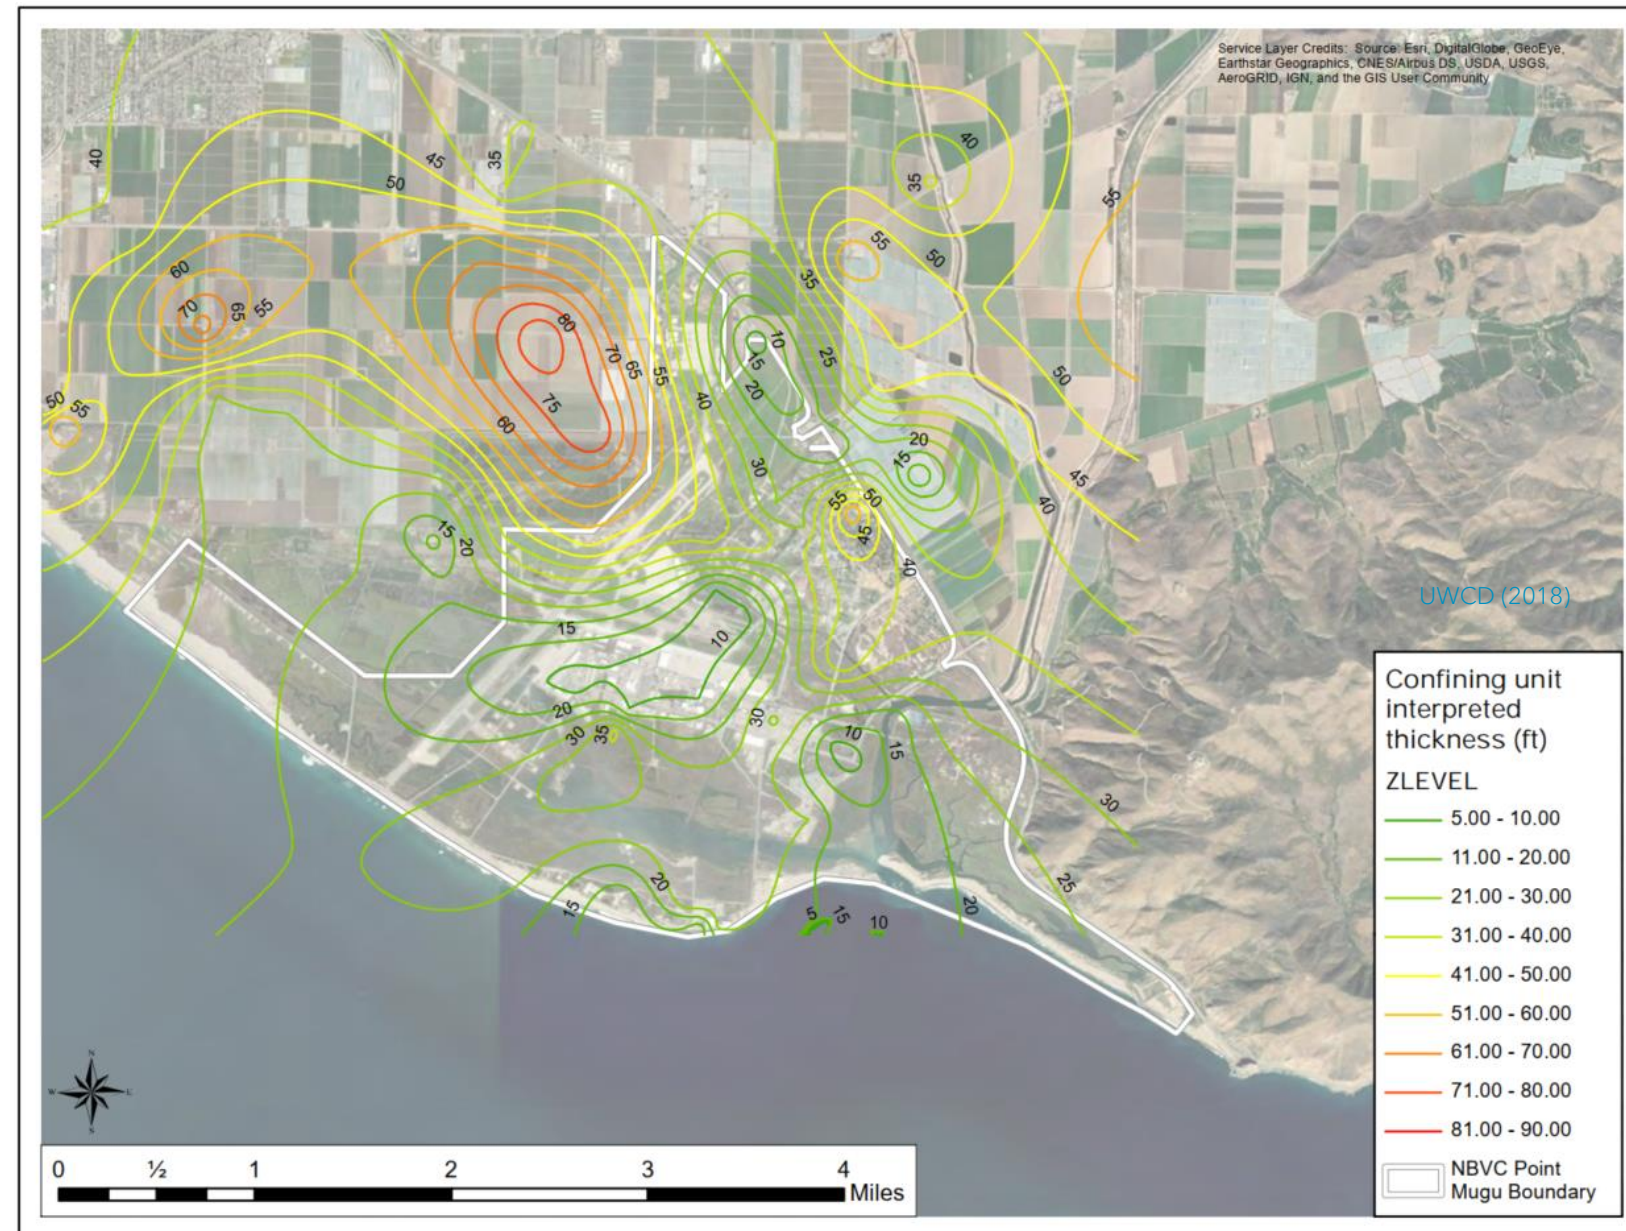 Service Layer Credits: Source: Esri, DigitalGlobe, GeoEye,
Earthstar Geographics, CNES/Airbus DS, USDA, USGS,
AeroGRID, IGN, and the GIS User Community
40
35
45
50
40
35
55
60
55
50
70
65
55
35
80
10
25
70
65
55
15
50
20
40
75
50
55
60
20
15
30
45
40
55
50
45
15
20
40
UWCD (2018)
15
10
20
30
35
30
10
15
30
20
25
15
5
15
10
20
Confining unit
interpreted
thickness (ft)
ZLEVEL
5.00 - 10.00
11.00 - 20.00
21.00 - 30.00
31.00 - 40.00
41.00 - 50.00
51.00 - 60.00
61.00 - 70.00
71.00 - 80.00
81.00 - 90.00
NBVC Point
Mugu Boundary
N
W E
S
0 ½ 1 2 3 4
Miles